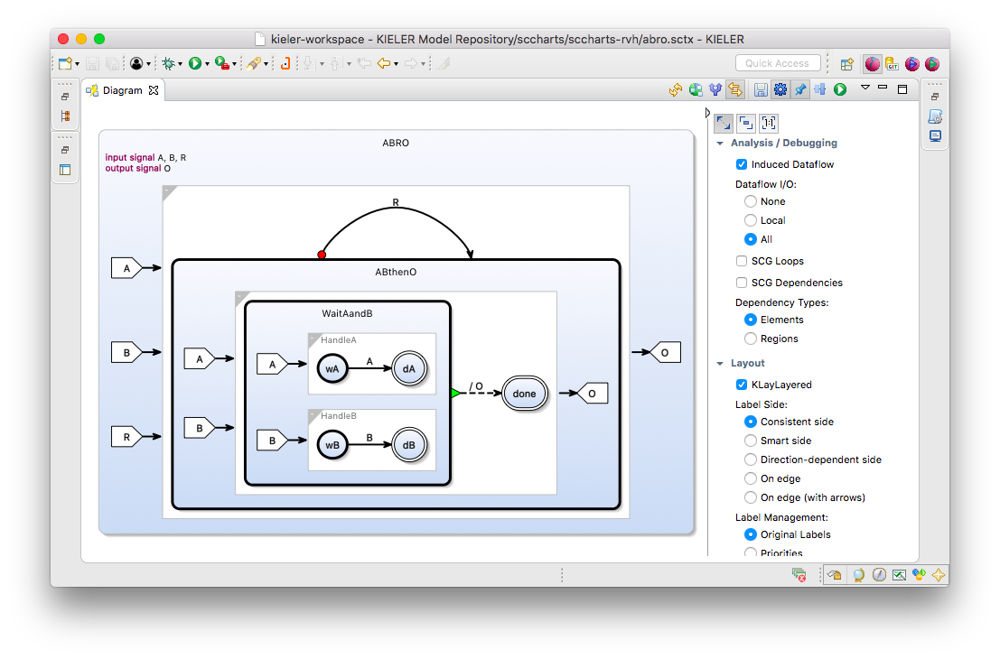 kieler-workspace - KIELER Model Repository/sccharts/sccharts-rvh/abro.sctx - KIELER
Quick Access
GIT
Diagram
ABRO
input signal A, B, R
output signal O
R
A
ABthenO
WaitAandB
HandleA
B
A
A
wA
A
dA
O
/ O
done
O
HandleB
R
B
B
wB
B
dB
Analysis / Debugging
Induced Dataflow
Dataflow I/O:
None
Local
All
SCG Loops
SCG Dependencies
Dependency Types:
Elements
Regions
Layout
KLayLayered
Label Side:
Consistent side
Smart side
Direction-dependent side
On edge
On edge (with arrows)
Label Management:
Original Labels
Priorities